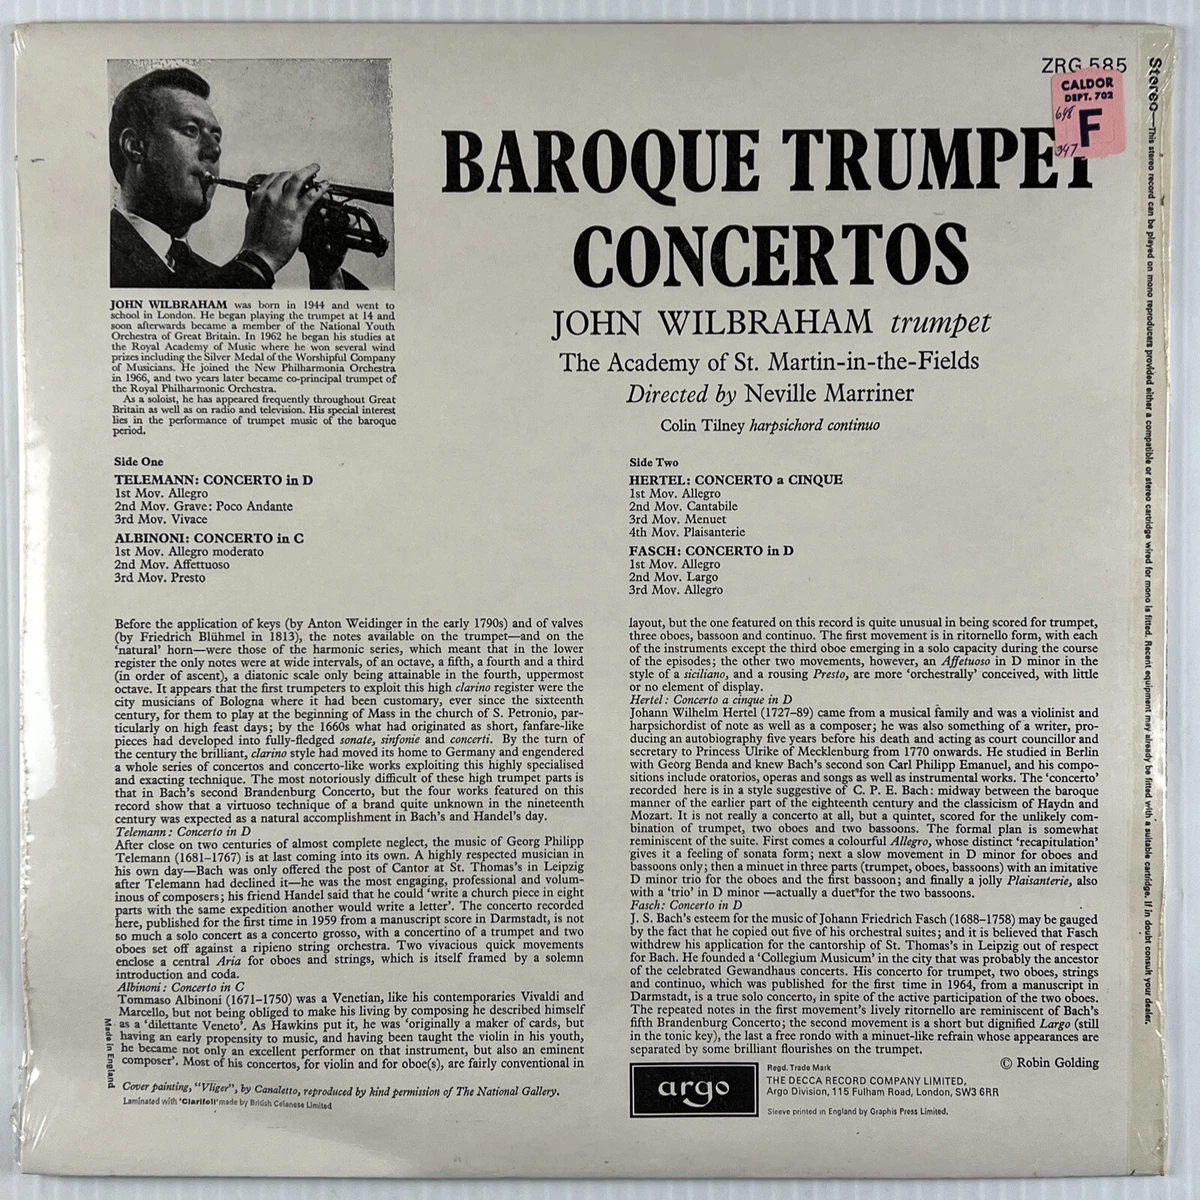 ZRG 585
CALDOR
DEPT. 702
648
F
347
BAROQUE TRUMPET
CONCERTOS
JOHN WILBRAHAM trumpet
The Academy of St. Martin-in-the-Fields
Directed by Neville Marriner
Colin Tilney harpsichord continuo
JOHN WILBRAHAM was born in 1944 and went to
school in London. He began playing the trumpet at 14 and
soon afterwards became a member of the National Youth
Orchestra of Great Britain. In 1962 he began his studies at
the Royal Academy of Music where he won several wind
prizes including the Silver Medal of the Worshipful Company
of Musicians. He joined the New Philharmonia Orchestra
in 1966, and two years later became co-principal trumpet of
the Royal Philharmonic Orchestra.
As a soloist, he has appeared frequently throughout Great
Britain as well as on radio and television. His special interest
lies in the performance of trumpet music of the baroque
period.
Side One
TELEMANN: CONCERTO in D
1st Mov. Allegro
2nd Mov. Grave: Poco Andante
3rd Mov. Vivace
ALBINONI: CONCERTO in C
1st Mov. Allegro moderato
2nd Mov. Affettuoso
3rd Mov. Presto
Side Two
HERTEL: CONCERTO a CINQUE
1st Mov. Allegro
2nd Mov. Cantabile
3rd Mov. Menuet
4th Mov. Plaisanterie
FASCH: CONCERTO in D
1st Mov. Allegro
2nd Mov. Largo
3rd Mov. Allegro
Before the application of keys (by Anton Weidinger in the early 1790s) and of valves
(by Friedrich Blühmel in 1813), the notes available on the trumpet—and on the
'natural' horn—were those of the harmonic series, which meant that in the lower
register the only notes were at wide intervals, of an octave, a fifth, a fourth and a third
(in order of ascent), a diatonic scale only being attainable in the fourth, uppermost
octave. It appears that the first trumpeters to exploit this high clarino register were the
city musicians of Bologna where it had been customary, ever since the sixteenth
century, for them to play at the beginning of Mass in the church of S. Petronio, par-
ticularly on high feast days; by the 1660s what had originated as short, fanfare-like
pieces had developed into fully-fledged sonate, sinfonie and concerti. By the turn of
the century the brilliant, clarino style had moved its home to Germany and engendered
a whole series of concertos and concerto-like works exploiting this highly specialised
and exacting technique. The most notoriously difficult of these high trumpet parts is
that in Bach's second Brandenburg Concerto, but the four works featured on this
record show that a virtuoso technique of a brand quite unknown in the nineteenth
century was expected as a natural accomplishment in Bach's and Handel's day.
Telemann: Concerto in D
After close on two centuries of almost complete neglect, the music of Georg Philipp
Telemann (1681–1767) is at last coming into its own. A highly respected musician in
his own day—Bach was only offered the post of Cantor at St. Thomas's in Leipzig
after Telemann had declined it—he was the most engaging, professional and volum-
inous of composers; his friend Handel said that he could 'write a church piece in eight
parts with the same expedition another would write a letter'. The concerto recorded
here, published for the first time in 1959 from a manuscript score in Darmstadt, is not
so much a solo concert as a concerto grosso, with a concertino of a trumpet and two
oboes set off against a ripieno string orchestra. Two vivacious quick movements
enclose a central Aria for oboes and strings, which is itself framed by a solemn
introduction and coda.
Albinoni: Concerto in C
Tommaso Albinoni (1671–1750) was a Venetian, like his contemporaries Vivaldi and
Marcello, but not being obliged to make his living by composing he described himself
as a 'dilettante Veneto'. As Hawkins put it, he was 'originally a maker of cards, but
having an early propensity to music, and having been taught the violin in his youth,
he became not only an excellent performer on that instrument, but also an eminent
composer'. Most of his concertos, for violin and for oboe(s), are fairly conventional in
layout, but the one featured on this record is quite unusual in being scored for trumpet,
three oboes, bassoon and continuo. The first movement is in ritornello form, with each
of the instruments except the third oboe emerging in a solo capacity during the course
of the episodes; the other two movements, however, an Affetuoso in D minor in the
style of a siciliano, and a rousing Presto, are more 'orchestrally' conceived, with little
or no element of display.
Hertel: Concerto a cinque in D
Johann Wilhelm Hertel (1727–89) came from a musical family and was a violinist and
harpsichordist of note as well as a composer; he was also something of a writer, pro-
ducing an autobiography five years before his death and acting as court councillor and
secretary to Princess Ulrike of Mecklenburg from 1770 onwards. He studied in Berlin
with Georg Benda and knew Bach's second son Carl Philipp Emanuel, and his compo-
sitions include oratorios, operas and songs as well as instrumental works. The 'concerto'
recorded here is in a style suggestive of C. P. E. Bach: midway between the baroque
manner of the earlier part of the eighteenth century and the classicism of Haydn and
Mozart. It is not really a concerto at all, but a quintet, scored for the unlikely com-
bination of trumpet, two oboes and two bassoons. The formal plan is somewhat
reminiscent of the suite. First comes a colourful Allegro, whose distinct 'recapitulation'
gives it a feeling of sonata form; next a slow movement in D minor for oboes and
bassoons only; then a minuet in three parts (trumpet, oboes, bassoons) with an imitative
D minor trio for the oboes and the first bassoon; and finally a jolly Plaisanterie, also
with a 'trio' in D minor —actually a duet for the two bassoons.
Fasch: Concerto in D
J. S. Bach's esteem for the music of Johann Friedrich Fasch (1688–1758) may be gauged
by the fact that he copied out five of his orchestral suites; and it is believed that Fasch
withdrew his application for the cantorship of St. Thomas's in Leipzig out of respect
for Bach. He founded a 'Collegium Musicum' in the city that was probably the ancestor
of the celebrated Gewandhaus concerts. His concerto for trumpet, two oboes, strings
and continuo, which was published for the first time in 1964, from a manuscript in
Darmstadt, is a true solo concerto, in spite of the active participation of the two oboes.
The repeated notes in the first movement's lively ritornello are reminiscent of Bach's
fifth Brandenburg Concerto; the second movement is a short but dignified Largo (still
in the tonic key), the last a free rondo with a minuet-like refrain whose appearances are
separated by some brilliant flourishes on the trumpet.
© Robin Golding
Made in England
Cover painting, "Vliger", by Canaletto, reproduced by kind permission of The National Gallery.
Laminated with 'Clarifoil' made by British Celanese Limited
argo
Regd. Trade Mark
THE DECCA RECORD COMPANY LIMITED,
Argo Division, 115 Fulham Road, London, SW3 6RR
Sleeve printed in England by Graphis Press Limited.
Stereo—This stereo record can be played on mono reproducers provided either a compatible or stereo cartridge wired for mono is fitted. Recent equipment may already be fitted with a suitable cartridge. If in doubt consult your dealer.